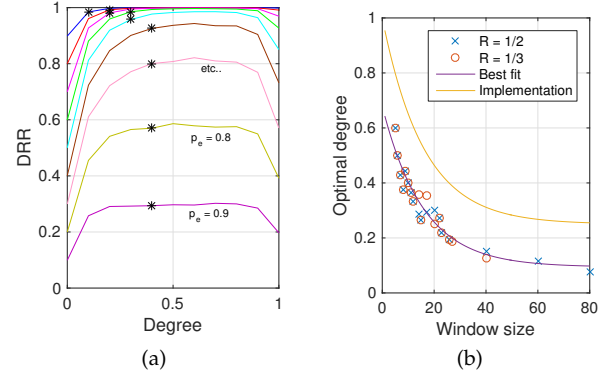 1
0.8
0.6
0.4
0.2
0
0
0.5
1
DRR
Degree
etc..
p_e = 0.8
p_e = 0.9
(a)
1
0.8
0.6
0.4
0.2
0
0
20
40
60
80
Optimal degree
Window size
R = 1/2
R = 1/3
Best fit
Implementation
(b)